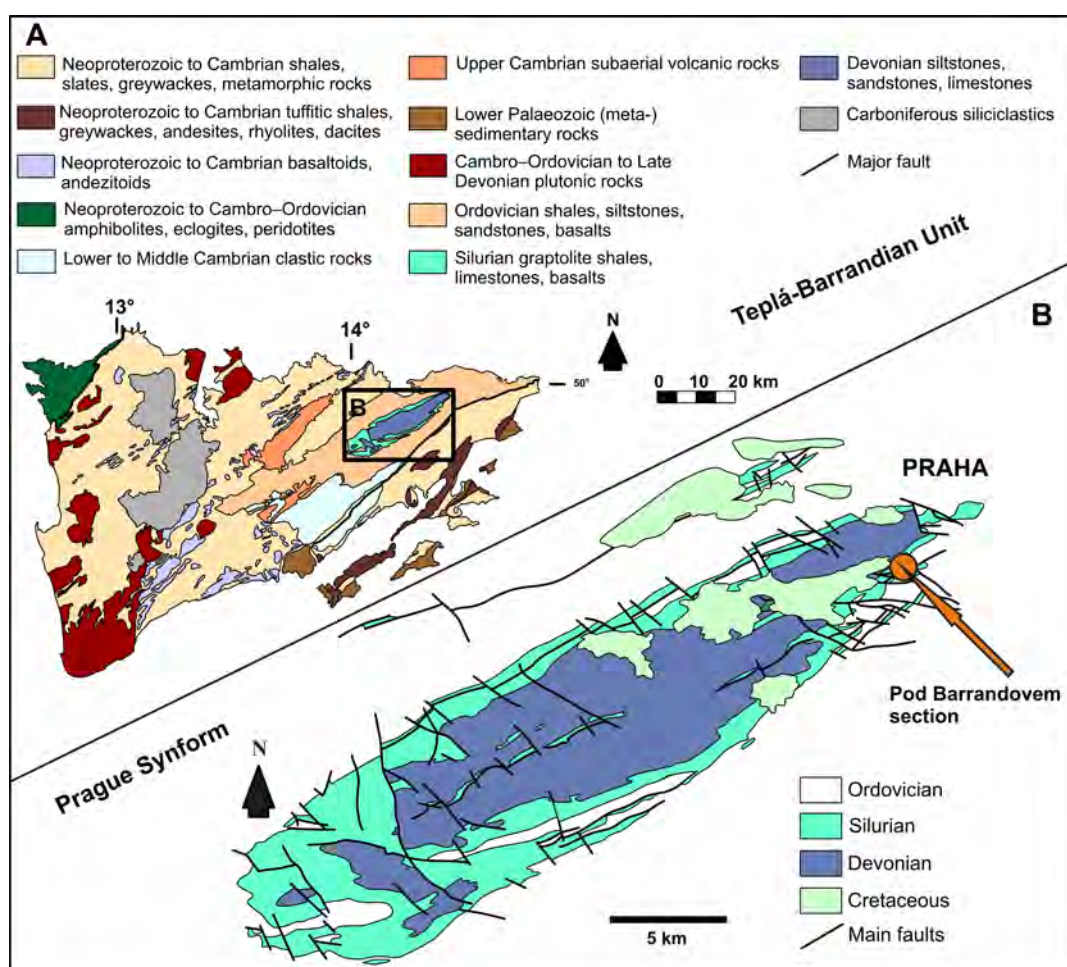 A
Neoproterozoic to Cambrian shales,
slates, greywackes, metamorphic rocks
Neoproterozoic to Cambrian tuffitic shales,
greywackes, andesites, rhyolites, dacites
Neoproterozoic to Cambrian basaltoids,
andezitoids
Neoproterozoic to Cambro–Ordovician
amphibolites, eclogites, peridotites
Lower to Middle Cambrian clastic rocks
Upper Cambrian subaerial volcanic rocks
Lower Palaeozoic (meta-)
sedimentary rocks
Cambro–Ordovician to Late
Devonian plutonic rocks
Ordovician shales, siltstones,
sandstones, basalts
Silurian graptolite shales,
limestones, basalts
Devonian siltstones,
sandstones, limestones
Carboniferous siliciclastics
Major fault
Teplá-Barrandian Unit
13°
14°
N
50°
0 10 20 km
B
B
PRAHA
Pod Barrandovem
section
Prague Synform
N
Ordovician
Silurian
Devonian
Cretaceous
Main faults
5 km